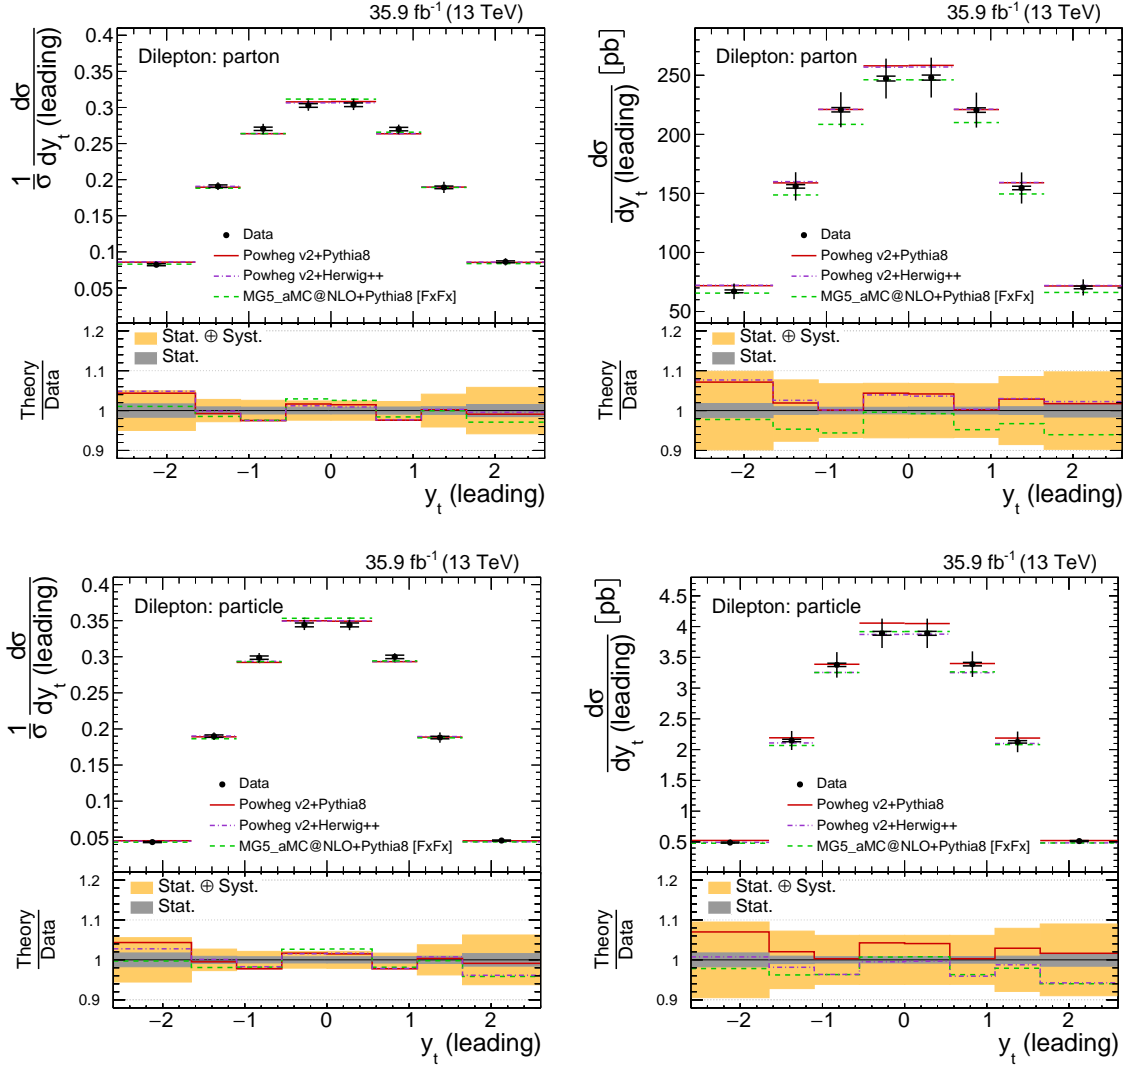 35.9 fb⁻¹ (13 TeV)
Dilepton: parton
1/σ dσ/dy_t (leading)
0.4
0.35
0.3
0.25
0.2
0.15
0.1
0.05
Data
Powheg v2+Pythia8
Powheg v2+Herwig++
MG5_aMC@NLO+Pythia8 [FxFx]
Stat. ⊕ Syst.
Stat.
Theory/Data
1.2
1.1
1
0.9
−2 −1 0 1 2
y_t (leading)
35.9 fb⁻¹ (13 TeV)
Dilepton: parton
dσ/dy_t (leading) [pb]
250
200
150
100
50
Data
Powheg v2+Pythia8
Powheg v2+Herwig++
MG5_aMC@NLO+Pythia8 [FxFx]
Stat. ⊕ Syst.
Stat.
Theory/Data
1.2
1.1
1
0.9
−2 −1 0 1 2
y_t (leading)
35.9 fb⁻¹ (13 TeV)
Dilepton: particle
1/σ dσ/dy_t (leading)
0.4
0.35
0.3
0.25
0.2
0.15
0.1
0.05
Data
Powheg v2+Pythia8
Powheg v2+Herwig++
MG5_aMC@NLO+Pythia8 [FxFx]
Stat. ⊕ Syst.
Stat.
Theory/Data
1.2
1.1
1
0.9
−2 −1 0 1 2
y_t (leading)
35.9 fb⁻¹ (13 TeV)
Dilepton: particle
dσ/dy_t (leading) [pb]
4.5
4
3.5
3
2.5
2
1.5
1
0.5
Data
Powheg v2+Pythia8
Powheg v2+Herwig++
MG5_aMC@NLO+Pythia8 [FxFx]
Stat. ⊕ Syst.
Stat.
Theory/Data
1.2
1.1
1
0.9
−2 −1 0 1 2
y_t (leading)